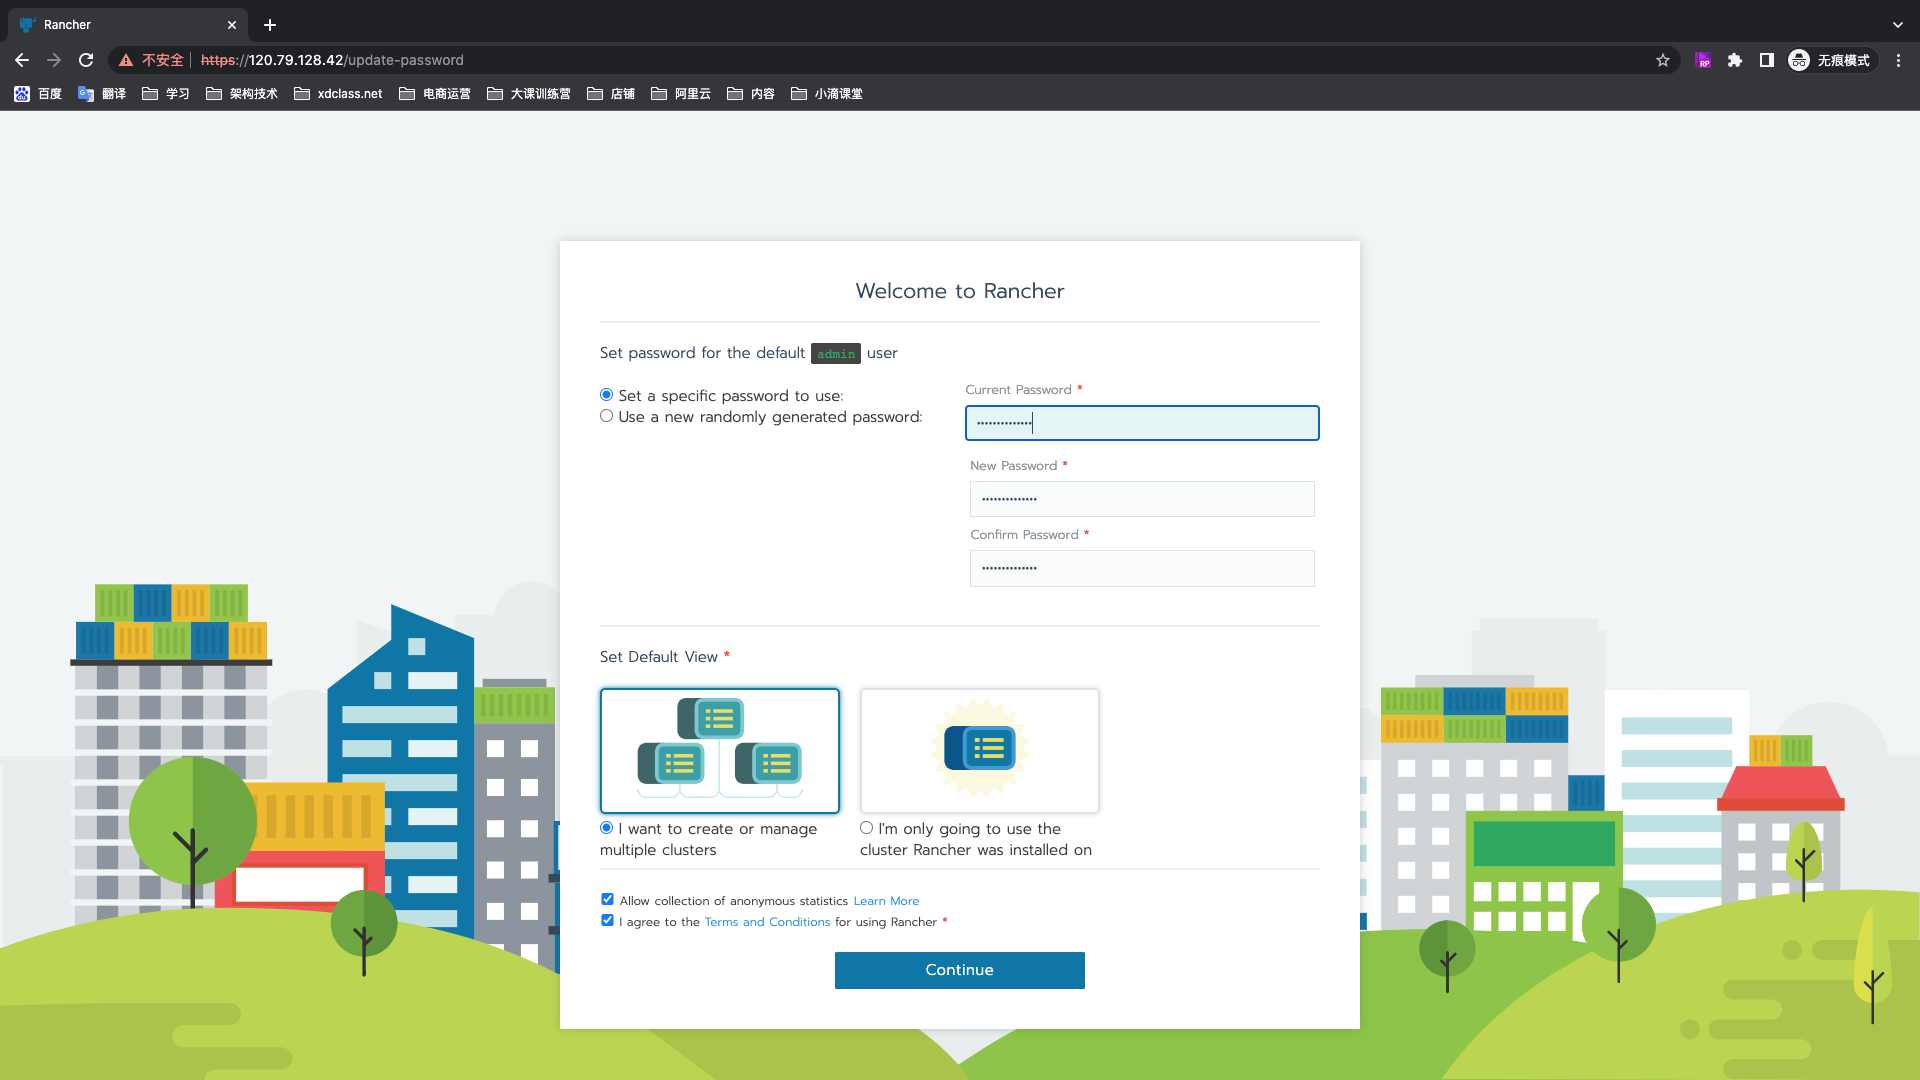 Rancher
不安全 https://120.79.128.42/update-password
RP
无痕模式
百度 翻译 学习 架构技术 xdclass.net 电商运营 大课训练营 店铺 阿里云 内容 小滴课堂
Welcome to Rancher
Set password for the default admin user
Set a specific password to use:
Use a new randomly generated password:
Current Password *
••••••••••••••
New Password *
••••••••••••••
Confirm Password *
••••••••••••••
Set Default View *
I want to create or manage
multiple clusters
I'm only going to use the
cluster Rancher was installed on
Allow collection of anonymous statistics Learn More
I agree to the Terms and Conditions for using Rancher *
Continue